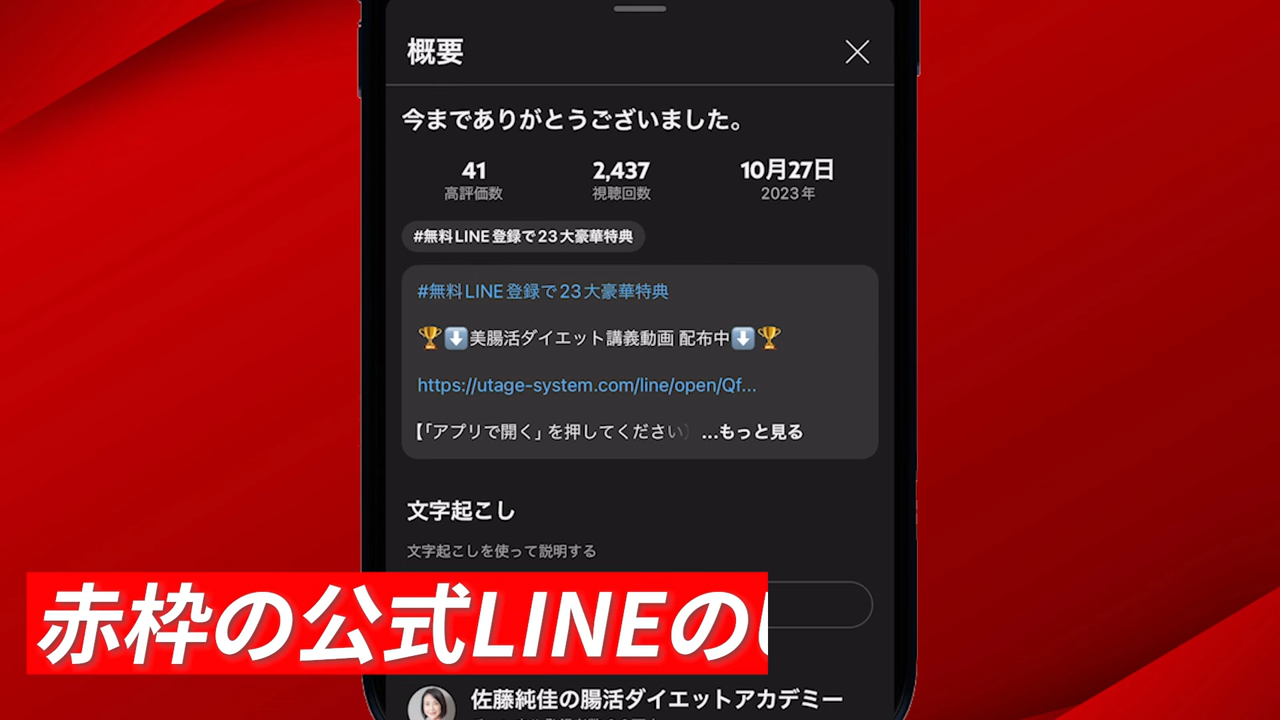 概要
今までありがとうございました。
41
高評価数
2,437
視聴回数
10月27日
2023年
#無料LINE登録で23大豪華特典
#無料LINE登録で23大豪華特典
🏆⬇️美腸活ダイエット講義動画 配布中⬇️🏆
https://utage-system.com/line/open/Qf...
【「アプリで開く」を押してください）...もっと見る
文字起こし
文字起こしを使って説明する
赤枠の公式LINEの
佐藤純佳の腸活ダイエットアカデミー